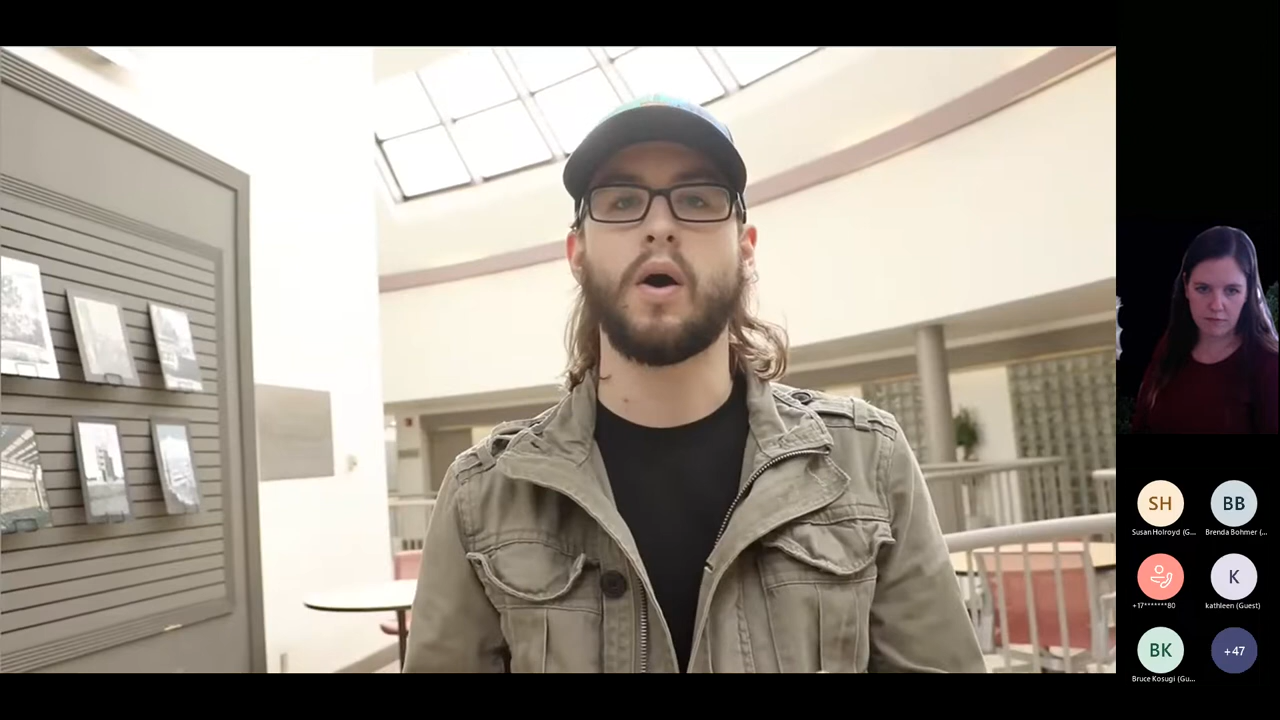 SH
BB
Susan Holroyd (G...
Brenda Bohmer (...
K
+17*******80
kathleen (Guest)
BK
+47
Bruce Kosugi (Gu...